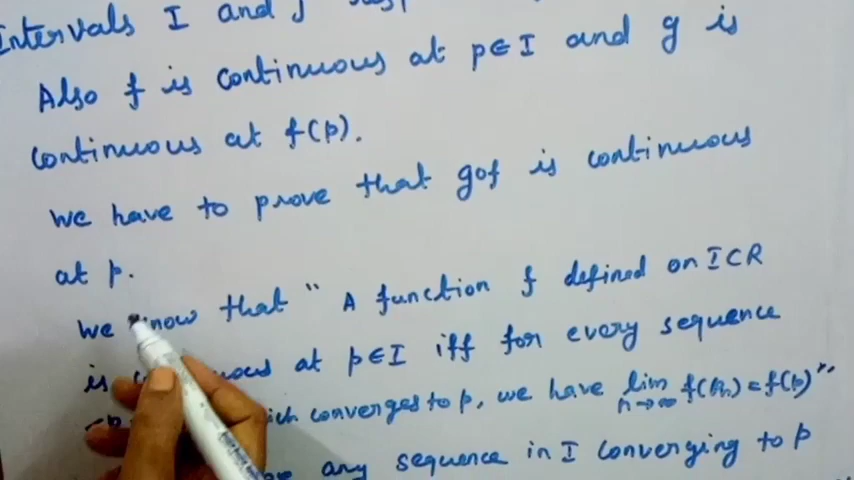 Intervals I and J
Also f is continuous at p∈I and g is
continuous at f(p).
We have to prove that gof is continuous
at p.
We know that " A function f defined on I⊂R
is at p∈I iff for every sequence
converges to p, we have lim n→∞ f(pn) = f(p)"
any sequence in I converging to p